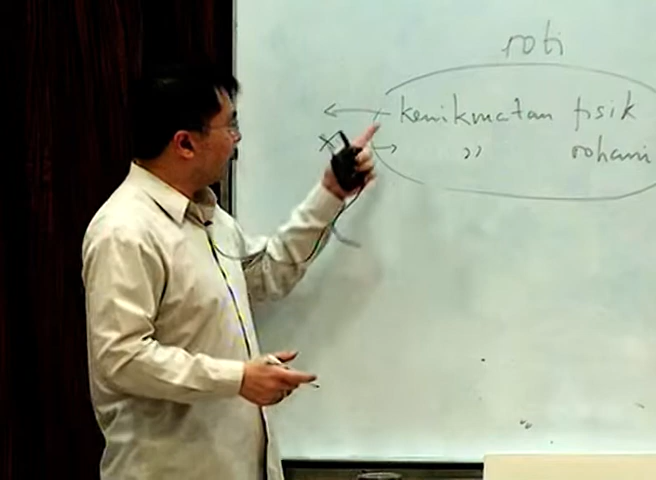 roti
kenikmatan fisik
,, rohani